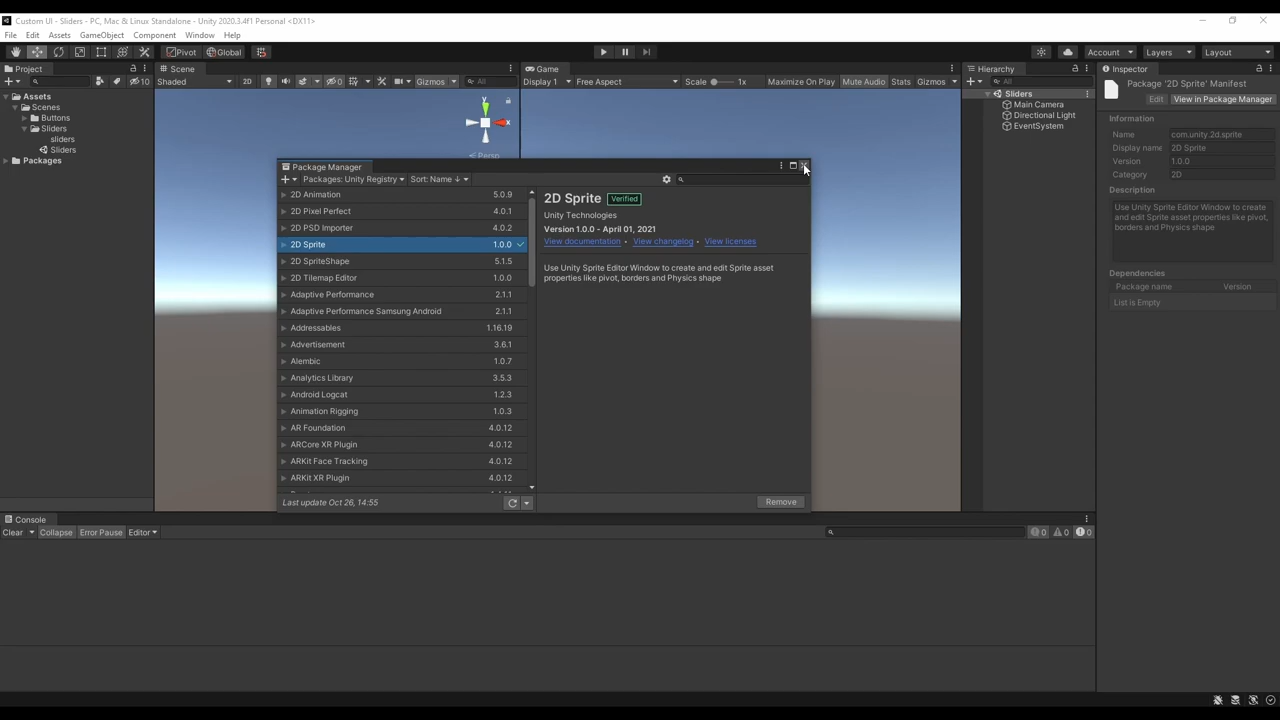 Custom UI - Sliders - PC, Mac & Linux Standalone - Unity 2020.3.4f1 Personal <DX11>
File Edit Assets GameObject Component Window Help
Pivot Global Account Layers Layout
Project
10
Assets
Scenes
Buttons
Sliders
sliders
Sliders
Packages
Scene
Shaded 2D 0 Gizmos All
y
x
Persp
Game
Display 1 Free Aspect Scale 1x Maximize On Play Mute Audio Stats Gizmos
Hierarchy
All
Sliders
Main Camera
Directional Light
EventSystem
Inspector
Package '2D Sprite' Manifest
Edit View in Package Manager
Information
Name com.unity.2d.sprite
Display name 2D Sprite
Version 1.0.0
Category 2D
Description
Use Unity Sprite Editor Window to create
and edit Sprite asset properties like pivot,
borders and Physics shape
Dependencies
Package name Version
List is Empty
Package Manager
Packages: Unity Registry Sort: Name ↓
2D Animation 5.0.9
2D Pixel Perfect 4.0.1
2D PSD Importer 4.0.2
2D Sprite 1.0.0
2D SpriteShape 5.1.5
2D Tilemap Editor 1.0.0
Adaptive Performance 2.1.1
Adaptive Performance Samsung Android 2.1.1
Addressables 1.16.19
Advertisement 3.6.1
Alembic 1.0.7
Analytics Library 3.5.3
Android Logcat 1.2.3
Animation Rigging 1.0.3
AR Foundation 4.0.12
ARCore XR Plugin 4.0.12
ARKit Face Tracking 4.0.12
ARKit XR Plugin 4.0.12
Last update Oct 26, 14:55
2D Sprite Verified
Unity Technologies
Version 1.0.0 - April 01, 2021
View documentation • View changelog • View licenses
Use Unity Sprite Editor Window to create and edit Sprite asset
properties like pivot, borders and Physics shape
Remove
Console
Clear Collapse Error Pause Editor 0 0 0